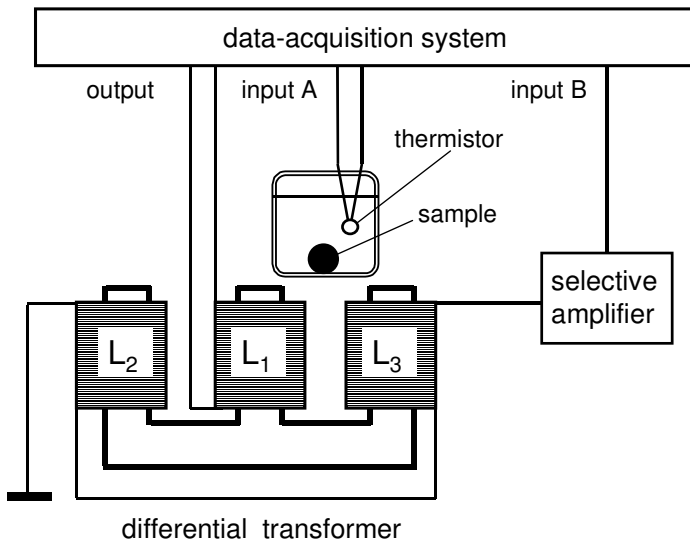 data-acquisition system
output
input A
input B
thermistor
sample
selective
amplifier
L₂
L₁
L₃
differential transformer